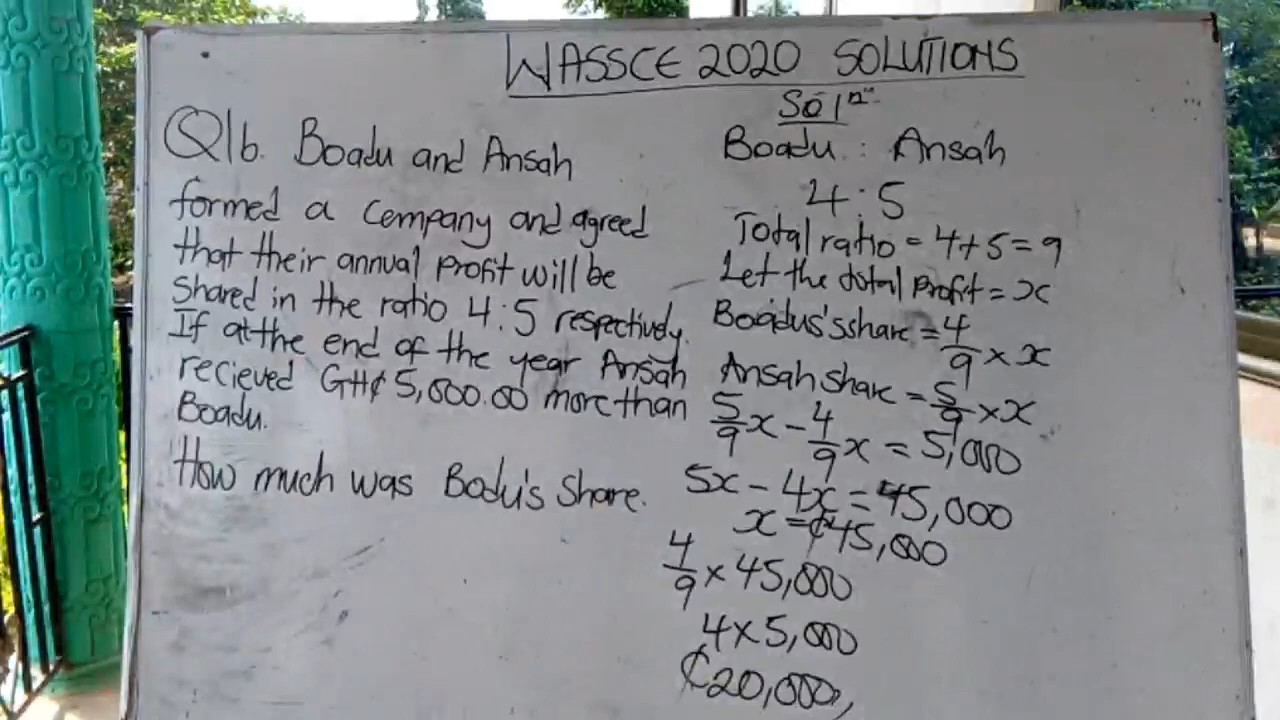 WASSCE 2020 SOLUTIONS
Q1b. Boadu and Ansah
formed a company and agreed
that their annual profit will be
shared in the ratio 4:5 respectively.
If at the end of the year Ansah
recieved GH¢ 5,000.00 more than
Boadu.
How much was Bodu's share.
Solⁿ
Boadu : Ansah
4:5
Total ratio = 4+5=9
Let the total profit = x
Boadus's share = 4/9 × x
Ansah share = 5/9 × x
5/9 x - 4/9 x = 5,000
5x - 4x = 45,000
x = ¢45,000
4/9 × 45,000
4×5,000
¢20,000,